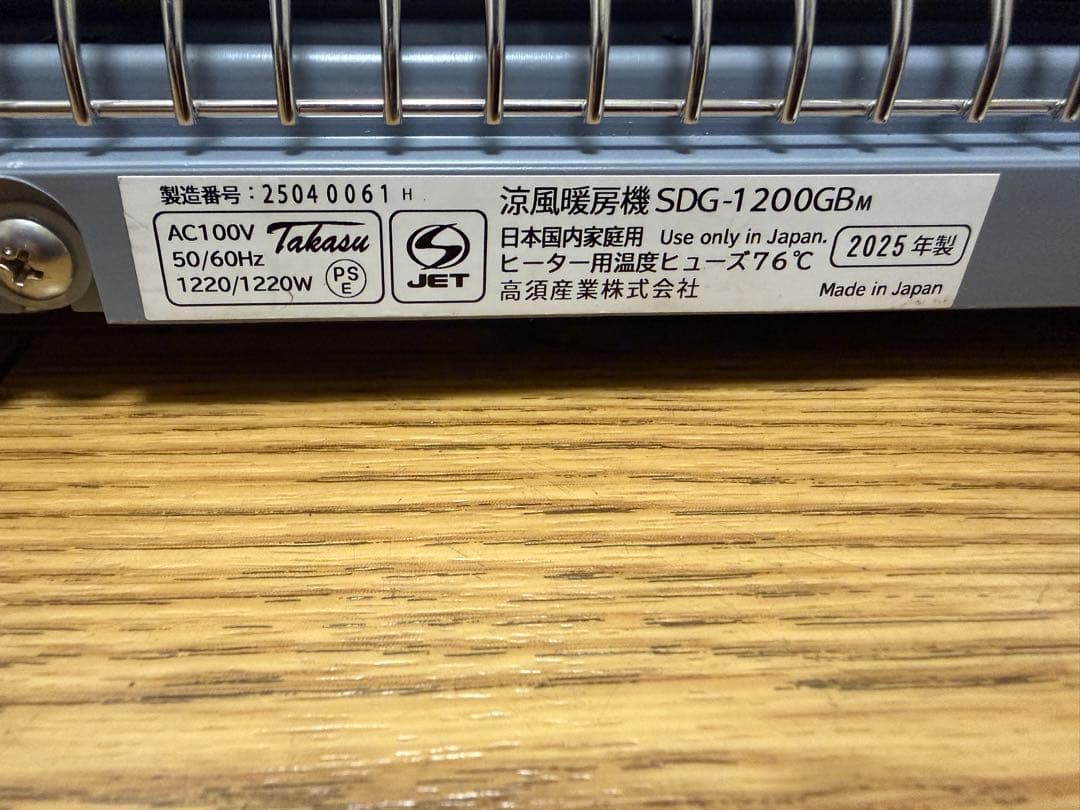 製造番号：25040061 H
AC100V
50/60Hz
1220/1220W
Takasu
PS
E
JET
涼風暖房機 SDG-1200GBM
日本国内家庭用 Use only in Japan.
ヒーター用温度ヒューズ76℃
高須産業株式会社
2025年製
Made in Japan